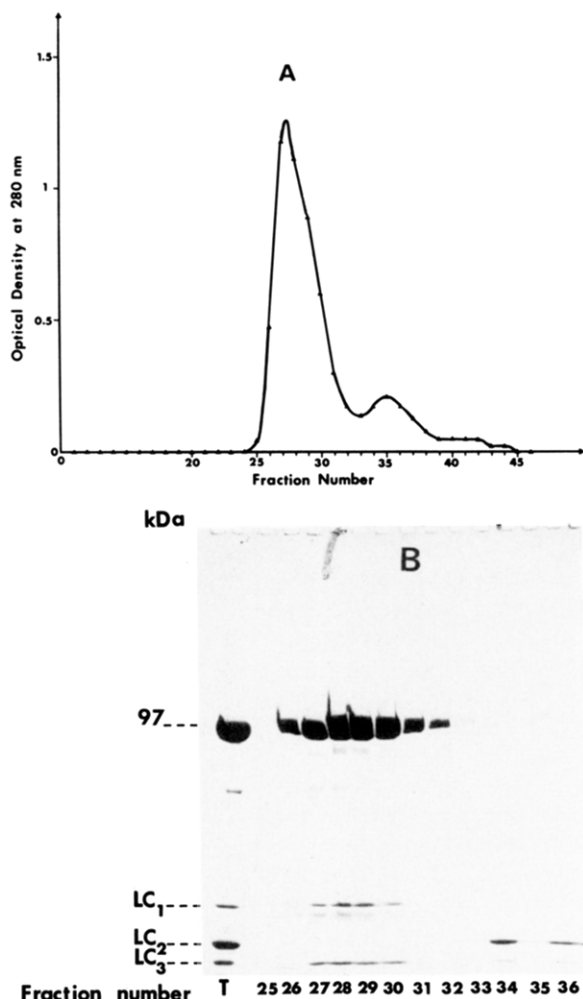 1.5
A
1
Optical Density at 280 nm
0.5
0
0 20 25 30 35 40 45
Fraction Number
kDa
B
97
LC1
LC2
LC3
Fraction number T 25 26 27 28 29 30 31 32 33 34 35 36